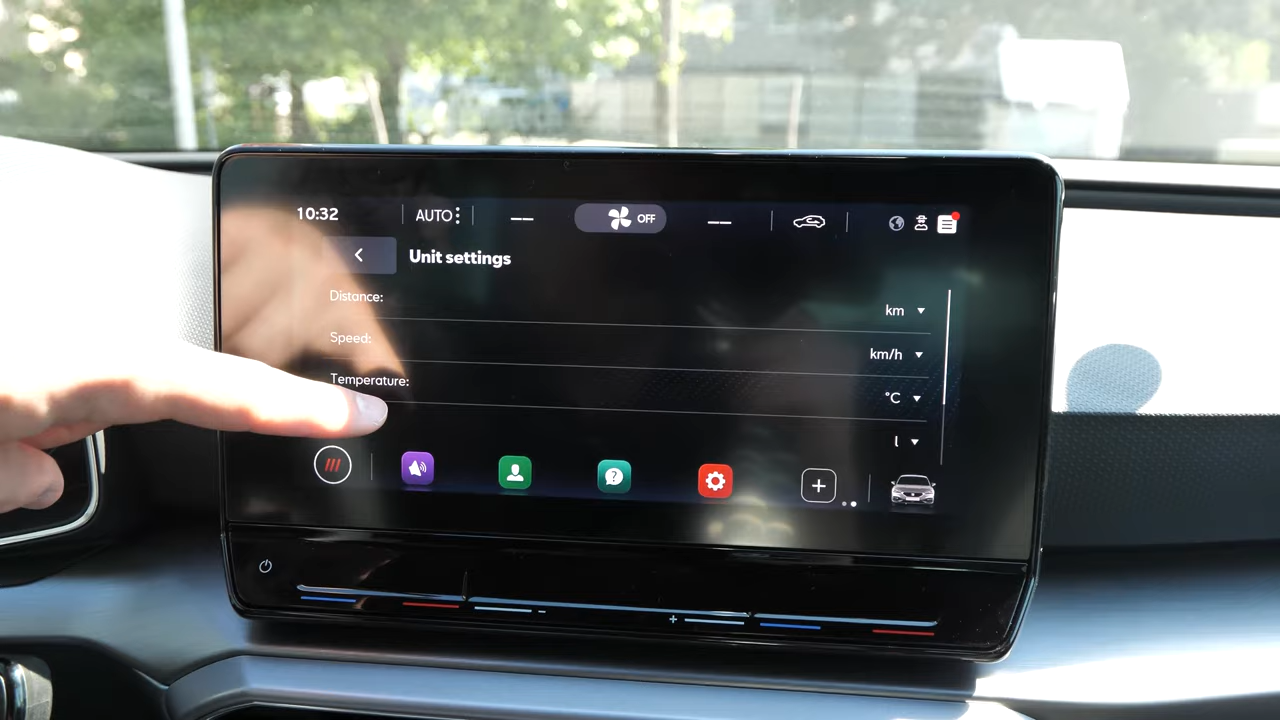 10:32 AUTO OFF
Unit settings
Distance: km
Speed: km/h
Temperature: °C
l
?
+
- +